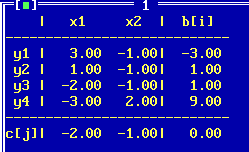 [■] 1
| x1 x2 | b[i]
y1 | 3.00 -1.00| -3.00
y2 | 1.00 -1.00| 1.00
y3 | -2.00 -1.00| 1.00
y4 | -3.00 2.00| 9.00
c[j]| -2.00 -1.00| 0.00